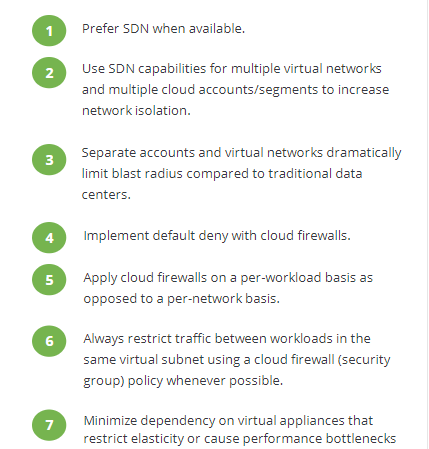 1 Prefer SDN when available.
2 Use SDN capabilities for multiple virtual networks
and multiple cloud accounts/segments to increase
network isolation.
3 Separate accounts and virtual networks dramatically
limit blast radius compared to traditional data
centers.
4 Implement default deny with cloud firewalls.
5 Apply cloud firewalls on a per-workload basis as
opposed to a per-network basis.
6 Always restrict traffic between workloads in the
same virtual subnet using a cloud firewall (security
group) policy whenever possible.
7 Minimize dependency on virtual appliances that
restrict elasticity or cause performance bottlenecks